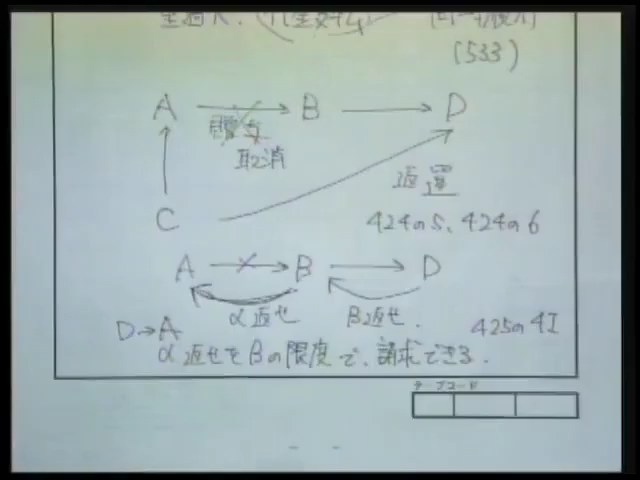 (533)
A → B → D
贈与
取消
返還
C
424の5、424の6
A → B → D
α返せ β返せ.
D→A 425の4I
α返せをβの限度で、請求できる.
テープコード